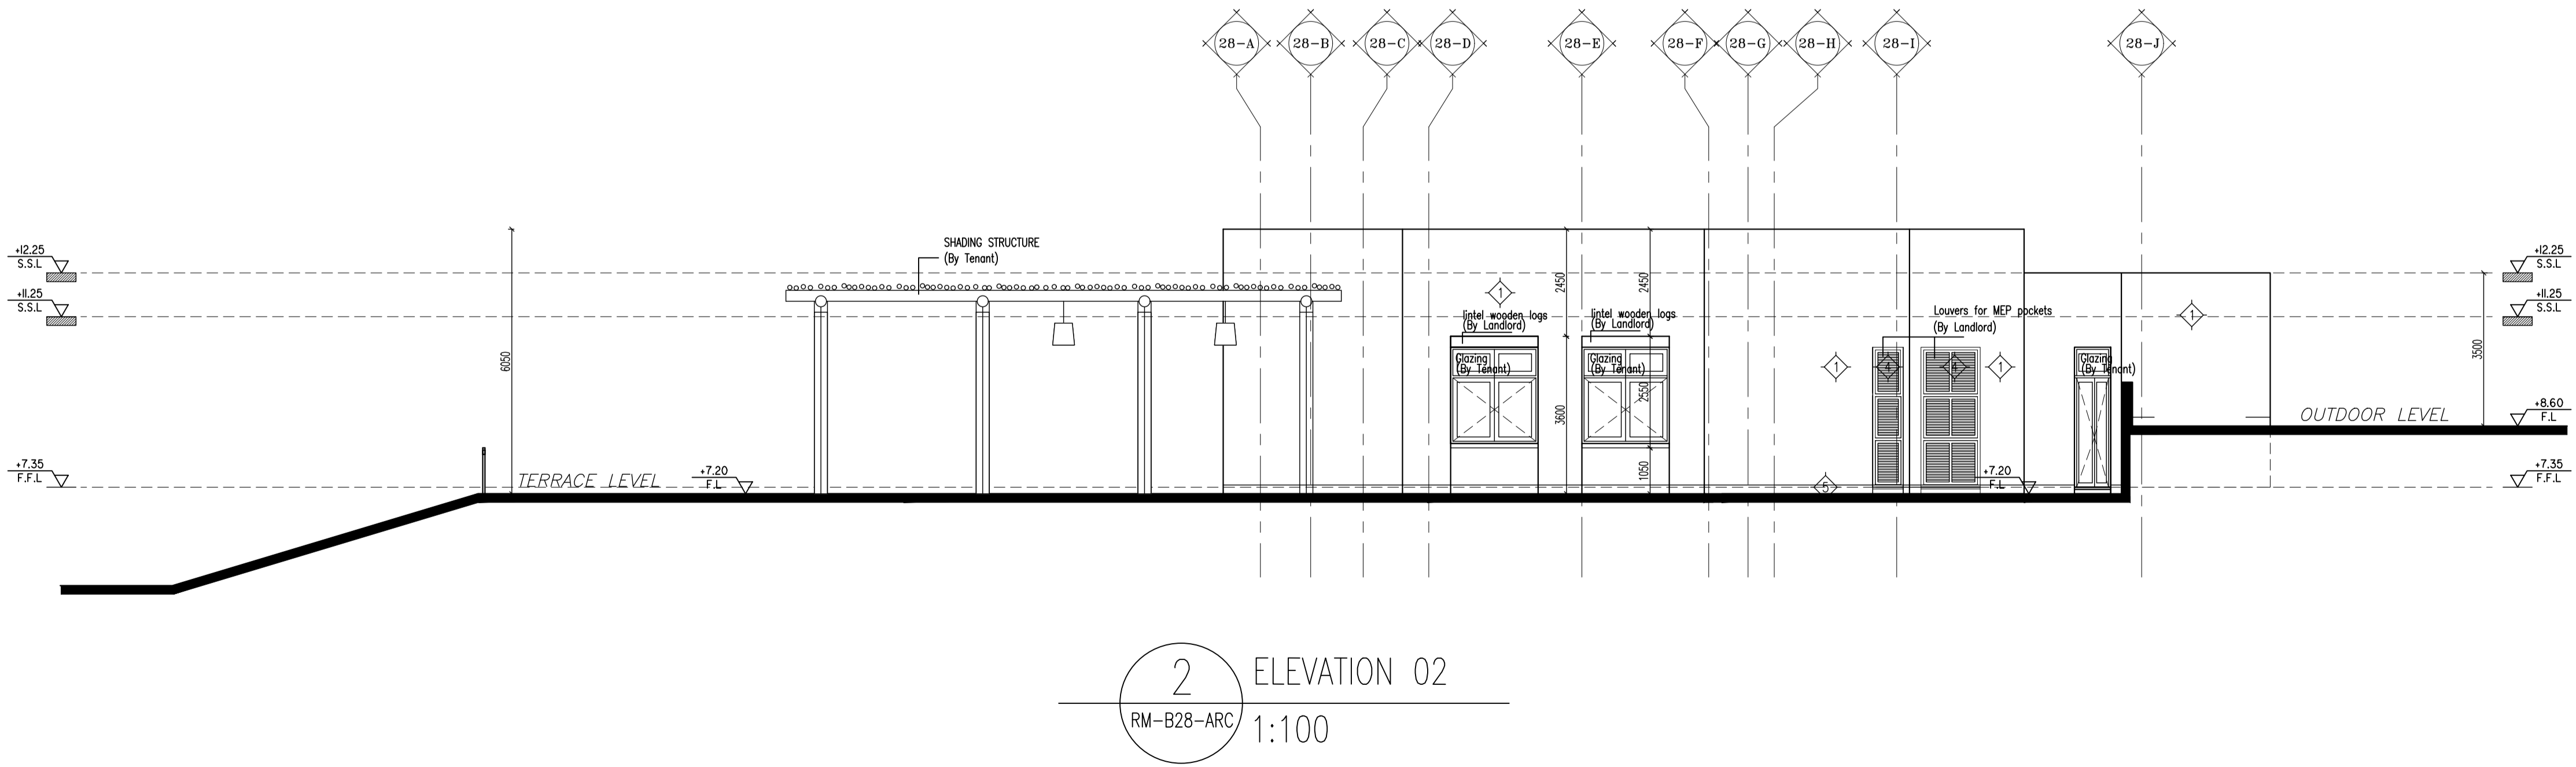 28-A 28-B 28-C 28-D 28-E 28-F 28-G 28-H 28-I 28-J
+12.25
S.S.L
+11.25
S.S.L
+7.35
F.F.L
6050
TERRACE LEVEL
+7.20
F.L
SHADING STRUCTURE
(By Tenant)
1
lintel wooden logs
(By Landlord)
Glazing
(By Tenant)
2450
3600
lintel wooden logs
(By Landlord)
Glazing
(By Tenant)
2450
2550
1050
Louvers for MEP pockets
(By Landlord)
1
4
4
1
5
+7.20
F.L
Glazing
(By Tenant)
1
OUTDOOR LEVEL
3500
+12.25
S.S.L
+11.25
S.S.L
+8.60
F.L
+7.35
F.F.L
2
RM-B28-ARC
ELEVATION 02
1:100